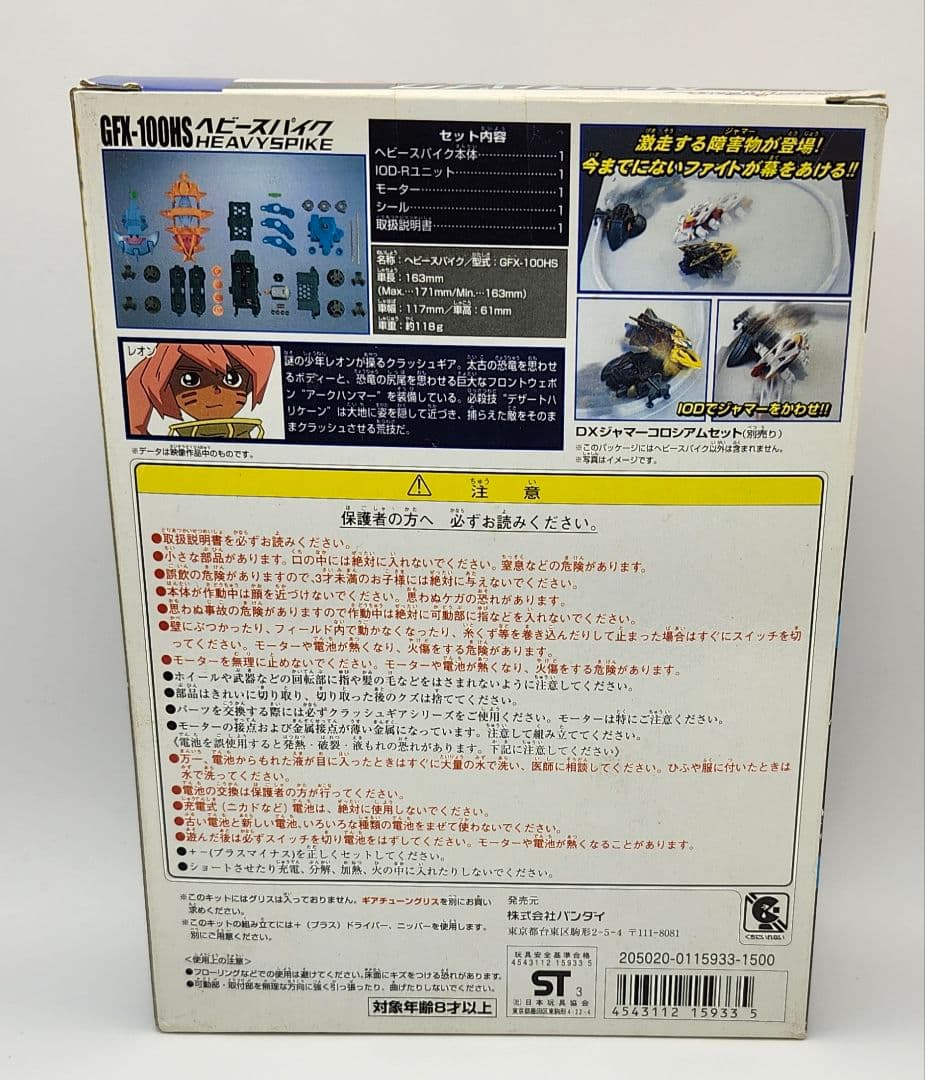 GFX-100HS ヘビースパイク
HEAVYSPIKE
セット内容
ヘビースパイク本体…………1
IOD-Rユニット…………1
モーター…………1
シール…………1
取扱説明書…………1
名称：ヘビースパイク／型式：GFX-100HS
車長：163mm
(Max.…171mm/Min.…163mm)
車幅：117mm／車高：61mm
車重：約118g
激走する障害物が登場!
ジャマー
今までにないファイトが幕をあける!!
IODでジャマーをかわせ!!
DXジャマーコロシアムセット(別売り)
※このパッケージにはヘビースパイク以外は含まれません。
※写真はイメージです。
レオン
謎の少年レオンが操るクラッシュギア。太古の恐竜を思わせ
るボディーと、恐竜の尻尾を思わせる巨大なフロントウェポ
ン“アークハンマー”を装備している。必殺技“デザートハ
リケーン”は大地に姿を隠して近づき、捕らえた敵をそのま
まクラッシュさせる荒技だ。
※データは映像作品中のものです。
注意
ちゅう い
保護者の方へ 必ずお読みください。
●取扱説明書を必ずお読みください。
●小さな部品があります。口の中には絶対に入れないでください。窒息などの危険があります。
●誤飲の危険がありますので、3才未満のお子様には絶対に与えないでください。
●本体が作動中は顔を近づけないでください。思わぬケガの恐れがあります。
●思わぬ事故の危険がありますので作動中は絶対に可動部に指などを入れないでください。
●壁にぶつかったり、フィールド内で動かなくなったり、糸くず等を巻き込んだりして止まった場合はすぐにスイッチを切
ってください。モーターや電池が熱くなり、火傷をする危険があります。
●モーターを無理に止めないでください。モーターや電池が熱くなり、火傷をする危険があります。
●ホイールや武器などの回転部に指や髪の毛などをはさまれないように注意してください。
●部品はきれいに切り取り、切り取った後のクズは捨ててください。
●パーツを交換する際には必ずクラッシュギアシリーズをご使用ください。モーターは特にご注意ください。
●モーターの接点および金属接点が薄い金属になっています。注意して組み立ててください。
《電池を誤使用すると発熱・破裂・液もれの恐れがあります。下記に注意してください》
●万一、電池からもれた液が目に入ったときはすぐに大量の水で洗い、医師に相談してください。ひふや服に付いたときは
水で洗ってください。
●電池の交換は保護者の方が行ってください。
●充電式（ニカドなど）電池は、絶対に使用しないでください。
●古い電池と新しい電池、いろいろな種類の電池をまぜて使わないでください。
●遊んだ後は必ずスイッチを切り電池をはずしてください。モーターや電池が熱くなることがあります。
●＋－(プラスマイナス)を正しくセットしてください。
●ショートさせたり充電、分解、加熱、火の中に入れたりしないでください。
※このキットにはグリスは入っておりません。ギアチューングリスを別にお買い
求めください。
※このキットの組み立てには＋（プラス）ドライバー、ニッパーを使用します。
別にご用意ください。
＜使用上の注意＞
●フローリングなどでの使用は避けてください。床面にキズをつける恐れがあります。
●可動部・取付部を無理な方向に強く引っ張ったり、曲げたりしないでください。
対象年齢8才以上
発売元
株式会社バンダイ
東京都台東区駒形2-5-4 〒111-8081
くちにいれない
玩具安全基準合格
4543112 15933 5
ST 3
(社)日本玩具協会
東京都墨田区東駒形4-22-4
205020-0115933-1500
4543112 15933 5